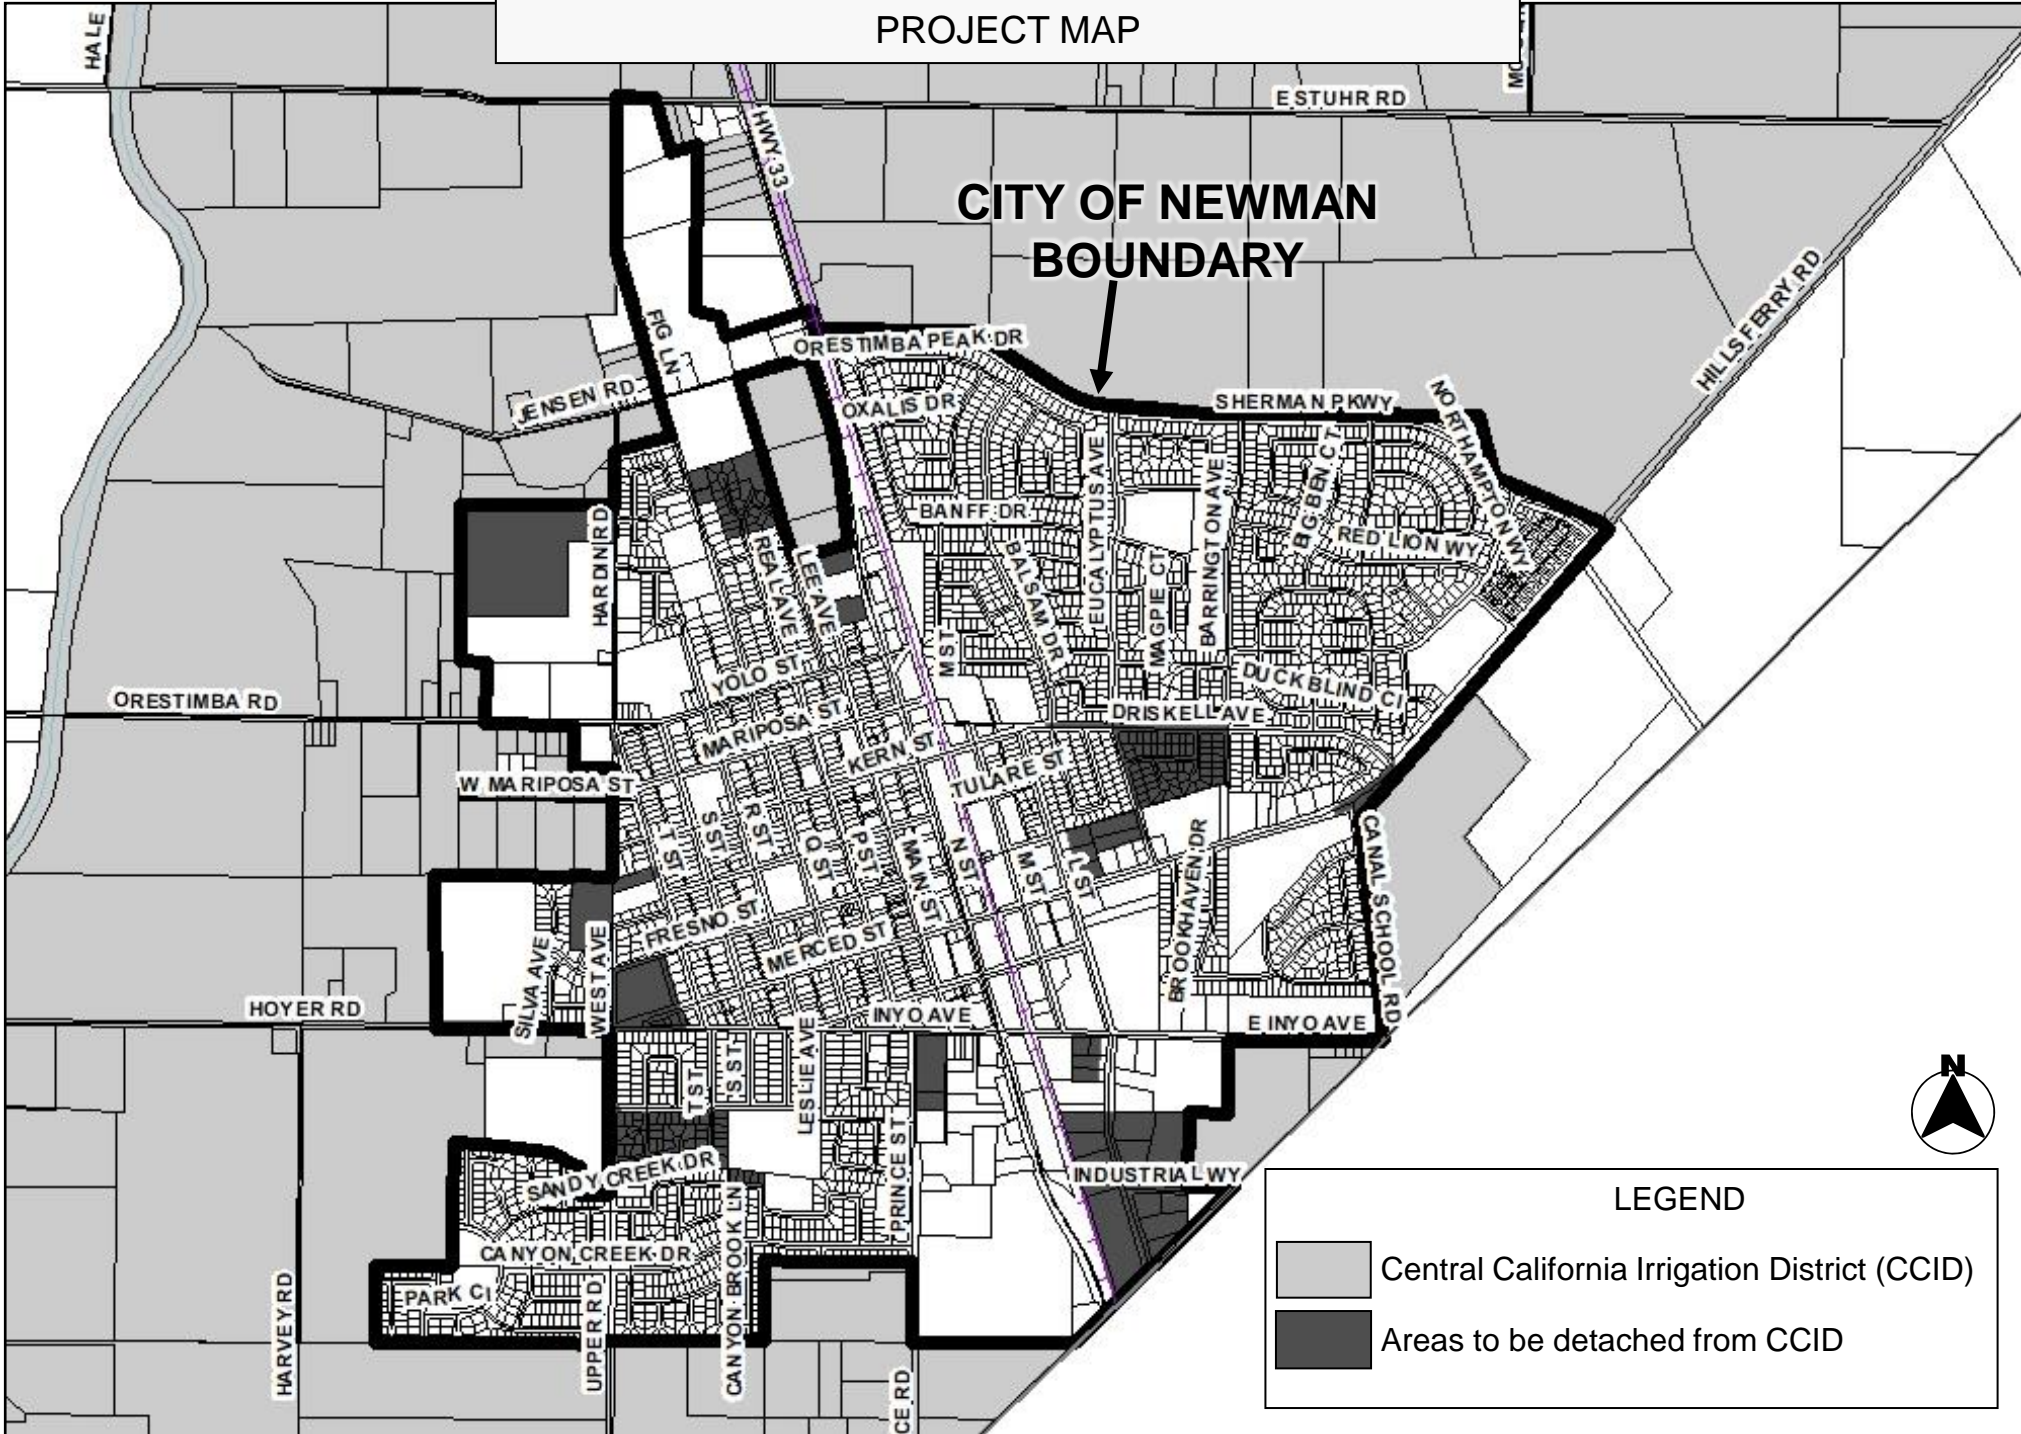 PROJECT MAP
HALE
E STUHR RD
HWY 33
CITY OF NEWMAN
BOUNDARY
HILLS FERRY RD
FIG LN
ORESTIMBA PEAK DR
JENSEN RD
OXALIS DR
SHERMAN PKWY
NORTHAMPTON WY
EUCALYPTUS AVE
BARRINGTON AVE
BIG BEN CT
BANFF DR
RED LION WY
HARDIN RD
REAL AVE
LEE AVE
BALSAM DR
MAGPIE CT
M ST
YOLO ST
DUCK BLIND CI
ORESTIMBA RD
MARIPOSA ST
DRISKELL AVE
KERN ST
W MARIPOSA ST
TULARE ST
T ST
S ST
R ST
Q ST
P ST
MAIN ST
N ST
M ST
L ST
BROOKHAVEN DR
CANAL SCHOOL RD
FRESNO ST
MERCED ST
SILVA AVE
WEST AVE
HOYER RD
INYO AVE
E INYO AVE
T ST
S ST
LESLIE AVE
PRINCE ST
N
SANDY CREEK DR
INDUSTRIAL WY
CANYON CREEK DR
PARK CI
HARVEY RD
UPPER RD
CANYON BROOK LN
CE RD
LEGEND
Central California Irrigation District (CCID)
Areas to be detached from CCID